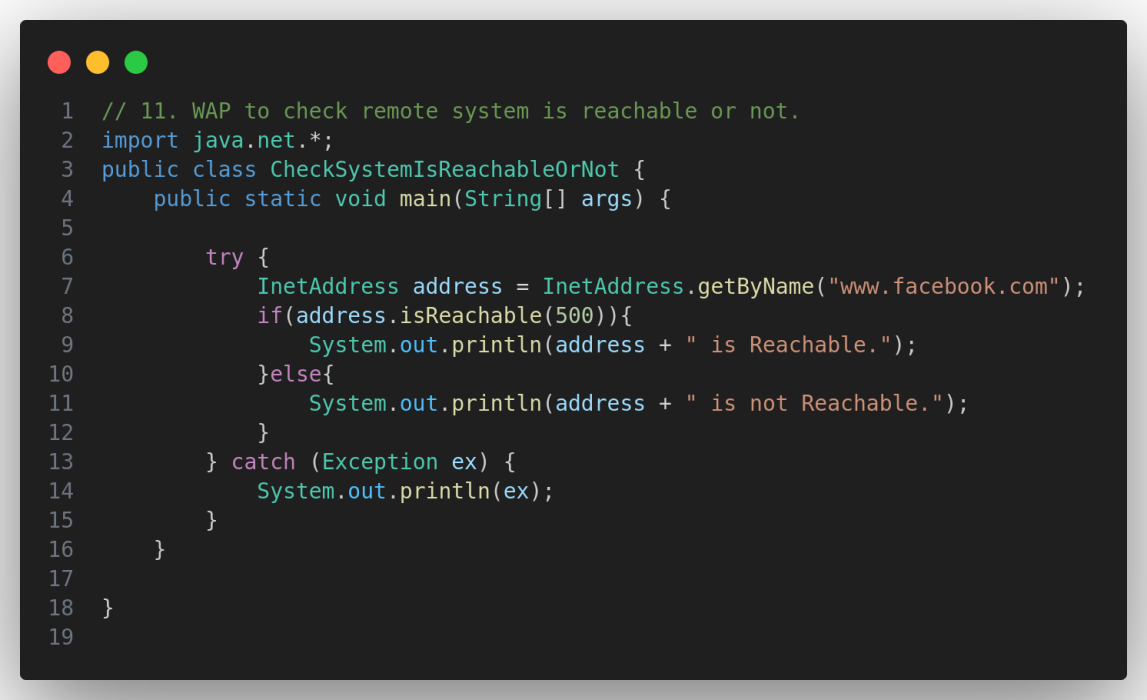 1 // 11. WAP to check remote system is reachable or not.
2 import java.net.*;
3 public class CheckSystemIsReachableOrNot {
4     public static void main(String[] args) {
5
6         try {
7             InetAddress address = InetAddress.getByName("www.facebook.com");
8             if(address.isReachable(500)){
9                 System.out.println(address + " is Reachable.");
10             }else{
11                 System.out.println(address + " is not Reachable.");
12             }
13         } catch (Exception ex) {
14             System.out.println(ex);
15         }
16     }
17
18 }
19